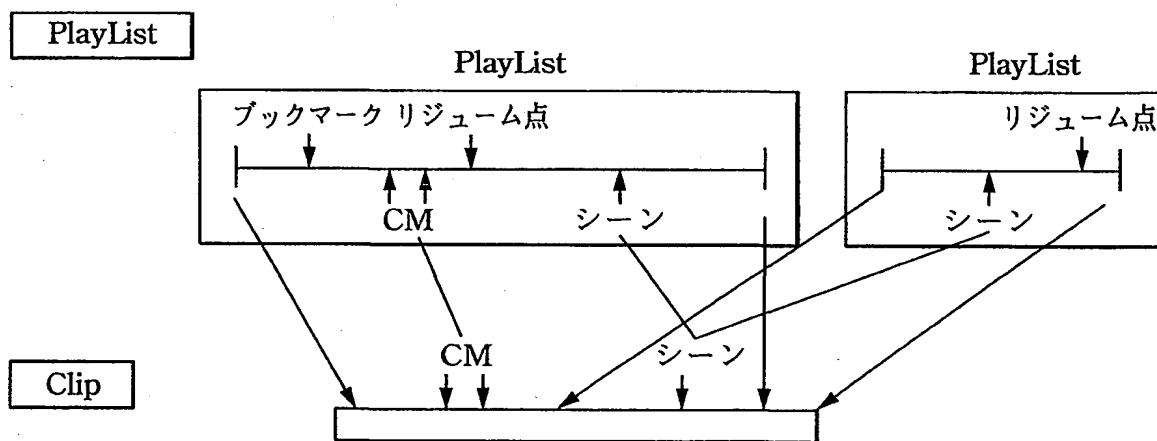 PlayList
PlayList PlayList
ブックマーク リジューム点 リジューム点
CM シーン シーン
CM シーン
Clip